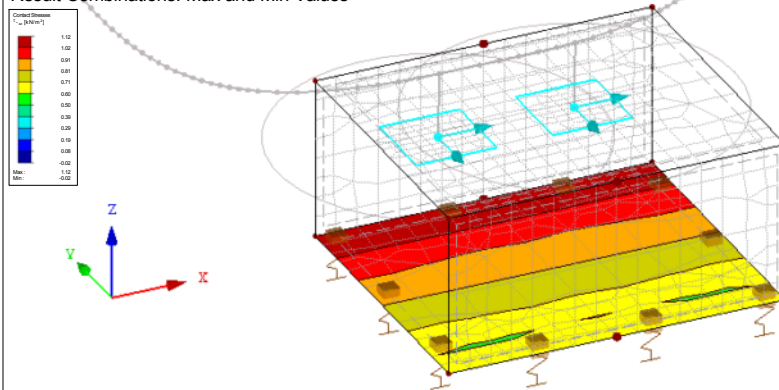 Result Combinations: Max and Min Values
Contact Stresses
[kN/m²]
1.12
1.02
0.91
0.81
0.71
0.60
0.50
0.39
0.29
0.19
0.08
-0.02
Max : 1.12
Min : -0.02
Z
Y
X